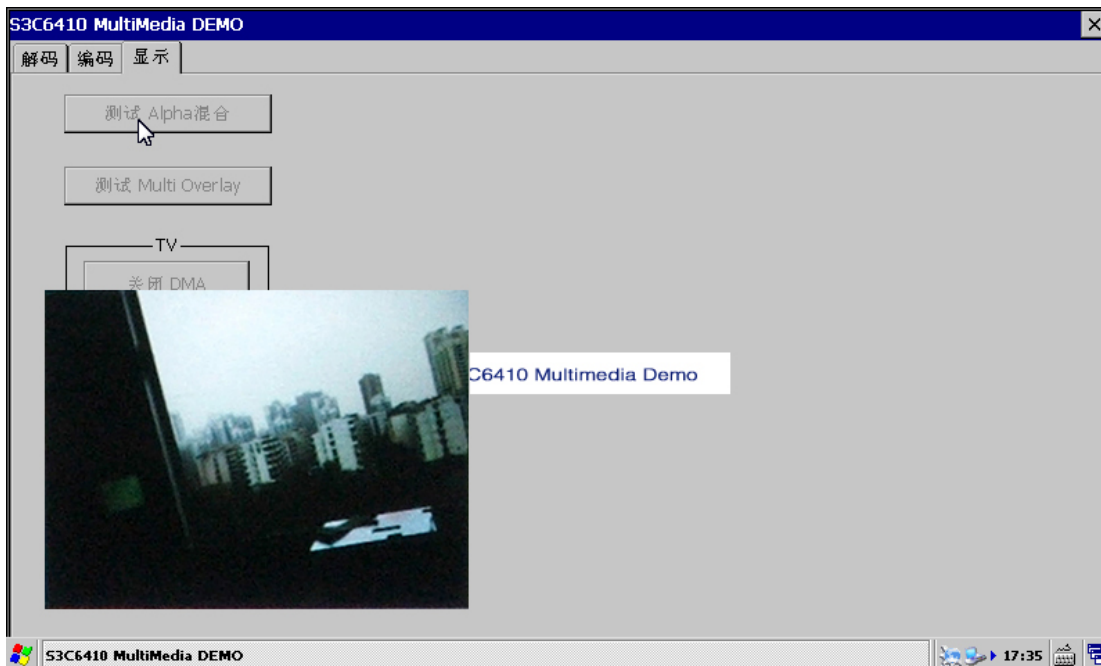 S3C6410 MultiMedia DEMO
解码 编码 显示
测试 Alpha混合
测试 Multi Overlay
TV
关闭 DMA
C6410 Multimedia Demo
S3C6410 MultiMedia DEMO
17:35